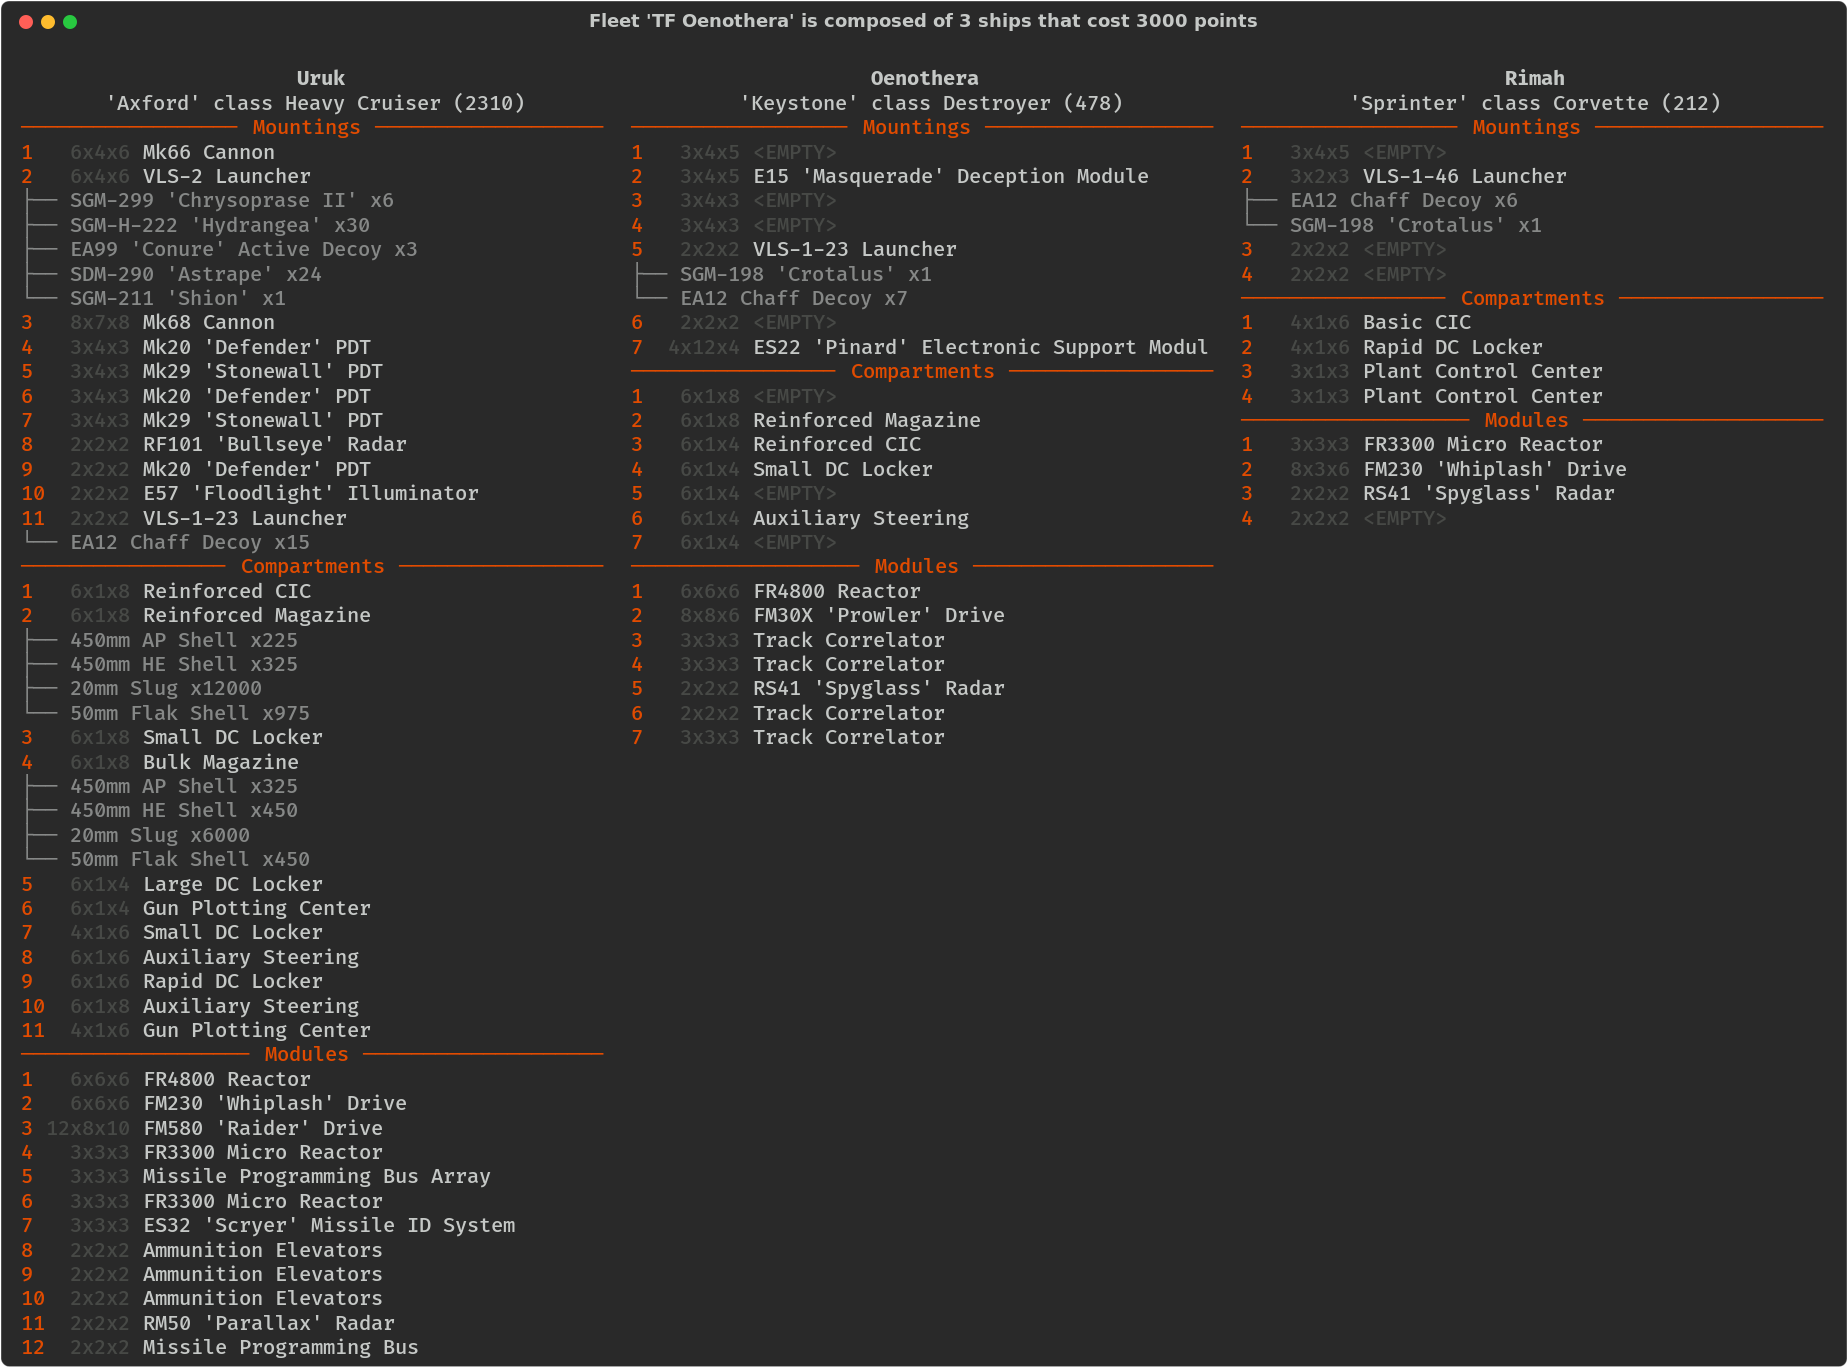 Fleet 'TF Oenothera' is composed of 3 ships that cost 3000 points
Uruk
'Axford' class Heavy Cruiser (2310)
Mountings
1 6x4x6 Mk66 Cannon
2 6x4x6 VLS-2 Launcher
SGM-299 'Chrysoprase II' x6
SGM-H-222 'Hydrangea' x30
EA99 'Conure' Active Decoy x3
SDM-290 'Astrape' x24
SGM-211 'Shion' x1
3 8x7x8 Mk68 Cannon
4 3x4x3 Mk20 'Defender' PDT
5 3x4x3 Mk29 'Stonewall' PDT
6 3x4x3 Mk20 'Defender' PDT
7 3x4x3 Mk29 'Stonewall' PDT
8 2x2x2 RF101 'Bullseye' Radar
9 2x2x2 Mk20 'Defender' PDT
10 2x2x2 E57 'Floodlight' Illuminator
11 2x2x2 VLS-1-23 Launcher
EA12 Chaff Decoy x15
Compartments
1 6x1x8 Reinforced CIC
2 6x1x8 Reinforced Magazine
450mm AP Shell x225
450mm HE Shell x325
20mm Slug x12000
50mm Flak Shell x975
3 6x1x8 Small DC Locker
4 6x1x8 Bulk Magazine
450mm AP Shell x325
450mm HE Shell x450
20mm Slug x6000
50mm Flak Shell x450
5 6x1x4 Large DC Locker
6 6x1x4 Gun Plotting Center
7 4x1x6 Small DC Locker
8 6x1x6 Auxiliary Steering
9 6x1x6 Rapid DC Locker
10 6x1x8 Auxiliary Steering
11 4x1x6 Gun Plotting Center
Modules
1 6x6x6 FR4800 Reactor
2 6x6x6 FM230 'Whiplash' Drive
3 12x8x10 FM580 'Raider' Drive
4 3x3x3 FR3300 Micro Reactor
5 3x3x3 Missile Programming Bus Array
6 3x3x3 FR3300 Micro Reactor
7 3x3x3 ES32 'Scryer' Missile ID System
8 2x2x2 Ammunition Elevators
9 2x2x2 Ammunition Elevators
10 2x2x2 Ammunition Elevators
11 2x2x2 RM50 'Parallax' Radar
12 2x2x2 Missile Programming Bus
Oenothera
'Keystone' class Destroyer (478)
Mountings
1 3x4x5 <EMPTY>
2 3x4x5 E15 'Masquerade' Deception Module
3 3x4x3 <EMPTY>
4 3x4x3 <EMPTY>
5 2x2x2 VLS-1-23 Launcher
SGM-198 'Crotalus' x1
EA12 Chaff Decoy x7
6 2x2x2 <EMPTY>
7 4x12x4 ES22 'Pinard' Electronic Support Modul
Compartments
1 6x1x8 <EMPTY>
2 6x1x8 Reinforced Magazine
3 6x1x4 Reinforced CIC
4 6x1x4 Small DC Locker
5 6x1x4 <EMPTY>
6 6x1x4 Auxiliary Steering
7 6x1x4 <EMPTY>
Modules
1 6x6x6 FR4800 Reactor
2 8x8x6 FM30X 'Prowler' Drive
3 3x3x3 Track Correlator
4 3x3x3 Track Correlator
5 2x2x2 RS41 'Spyglass' Radar
6 2x2x2 Track Correlator
7 3x3x3 Track Correlator
Rimah
'Sprinter' class Corvette (212)
Mountings
1 3x4x5 <EMPTY>
2 3x2x3 VLS-1-46 Launcher
EA12 Chaff Decoy x6
SGM-198 'Crotalus' x1
3 2x2x2 <EMPTY>
4 2x2x2 <EMPTY>
Compartments
1 4x1x6 Basic CIC
2 4x1x6 Rapid DC Locker
3 3x1x3 Plant Control Center
4 3x1x3 Plant Control Center
Modules
1 3x3x3 FR3300 Micro Reactor
2 8x3x6 FM230 'Whiplash' Drive
3 2x2x2 RS41 'Spyglass' Radar
4 2x2x2 <EMPTY>